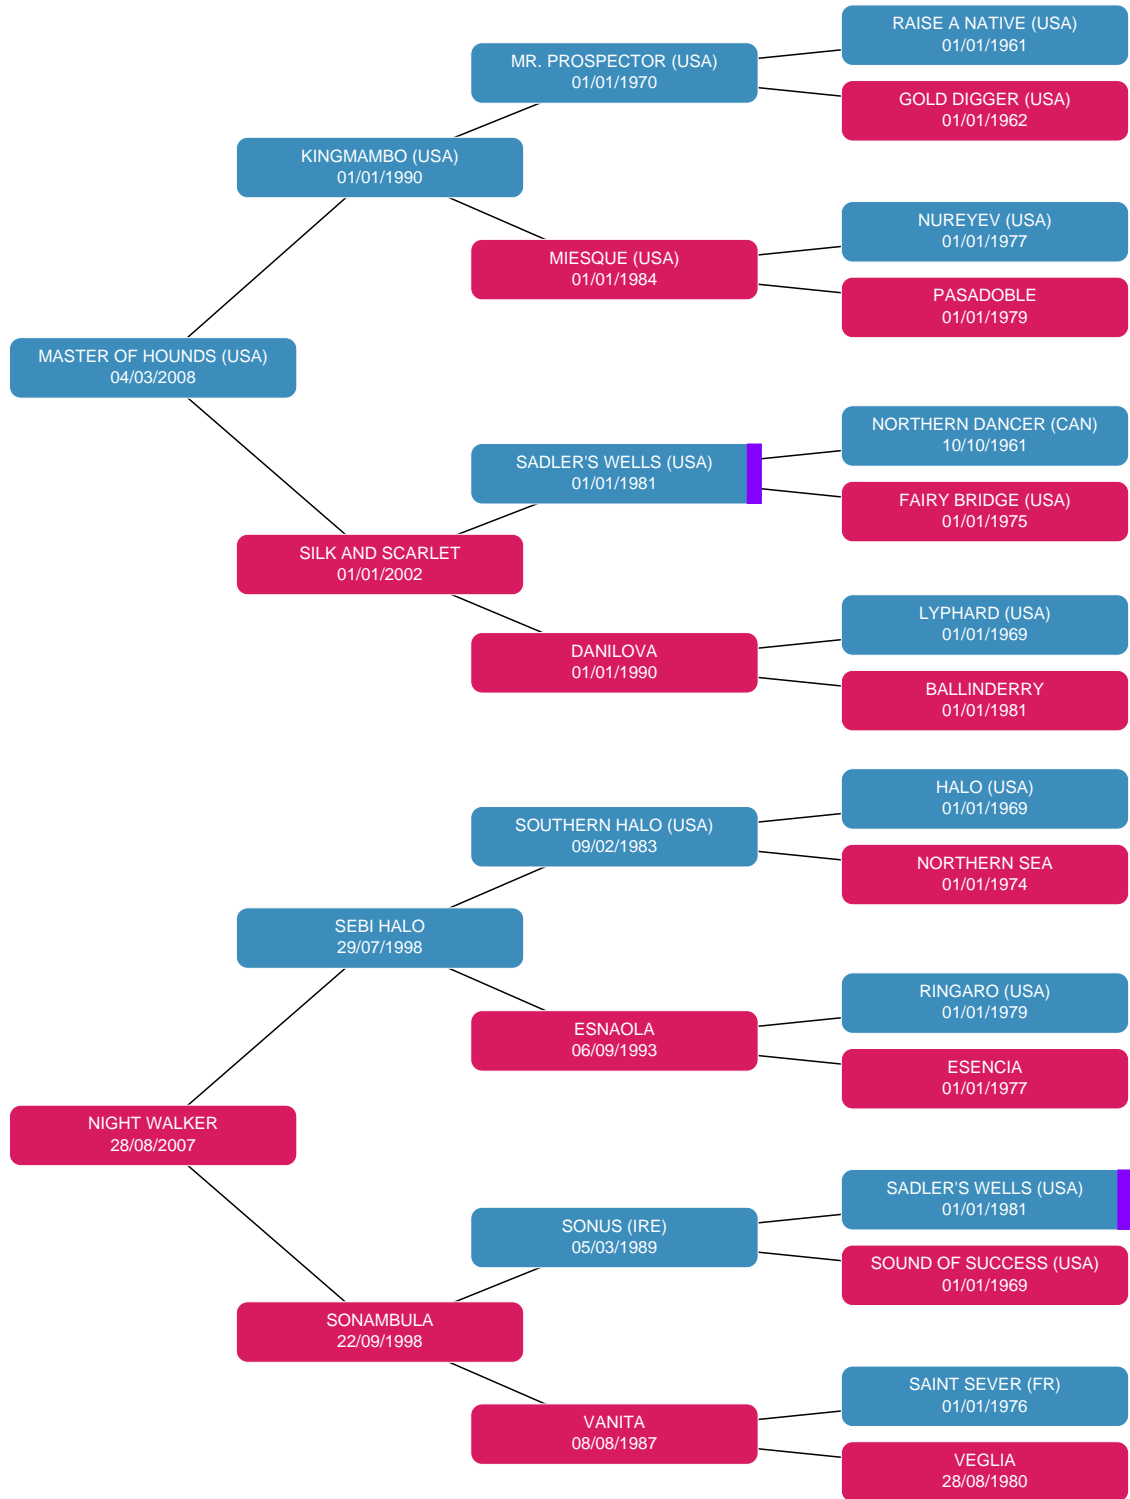 RAISE A NATIVE (USA)
01/01/1961
MR. PROSPECTOR (USA)
01/01/1970
GOLD DIGGER (USA)
01/01/1962
KINGMAMBO (USA)
01/01/1990
NUREYEV (USA)
01/01/1977
MIESQUE (USA)
01/01/1984
PASADOBLE
01/01/1979
MASTER OF HOUNDS (USA)
04/03/2008
NORTHERN DANCER (CAN)
10/10/1961
SADLER'S WELLS (USA)
01/01/1981
FAIRY BRIDGE (USA)
01/01/1975
SILK AND SCARLET
01/01/2002
LYPHARD (USA)
01/01/1969
DANILOVA
01/01/1990
BALLINDERRY
01/01/1981
HALO (USA)
01/01/1969
SOUTHERN HALO (USA)
09/02/1983
NORTHERN SEA
01/01/1974
SEBI HALO
29/07/1998
RINGARO (USA)
01/01/1979
ESNAOLA
06/09/1993
ESENCIA
01/01/1977
NIGHT WALKER
28/08/2007
SADLER'S WELLS (USA)
01/01/1981
SONUS (IRE)
05/03/1989
SOUND OF SUCCESS (USA)
01/01/1969
SONAMBULA
22/09/1998
SAINT SEVER (FR)
01/01/1976
VANITA
08/08/1987
VEGLIA
28/08/1980